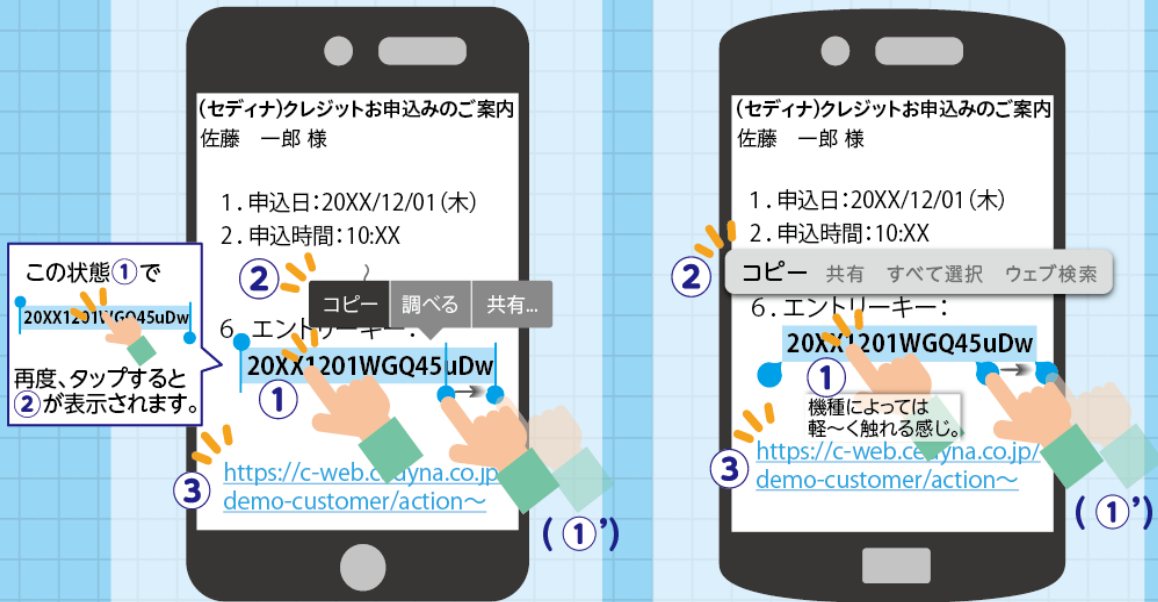 (セディナ)クレジットお申込みのご案内
佐藤　一郎 様
1．申込日：20XX/12/01（木）
2．申込時間：10:XX
②
コピー 調べる 共有...
6．エントリーキー：
20XX1201WGQ45uDw
①
③
https://c-web.cedyna.co.jp
demo-customer/action～
(①')
この状態①で
20XX1201WGQ45uDw
再度、タップすると
②が表示されます。
(セディナ)クレジットお申込みのご案内
佐藤　一郎 様
1．申込日：20XX/12/01（木）
2．申込時間：10:XX
②
コピー 共有 すべて選択 ウェブ検索
6．エントリーキー：
20XX1201WGQ45uDw
①
機種によっては
軽～く触れる感じ。
③
https://c-web.cedyna.co.jp/
demo-customer/action～
(①')